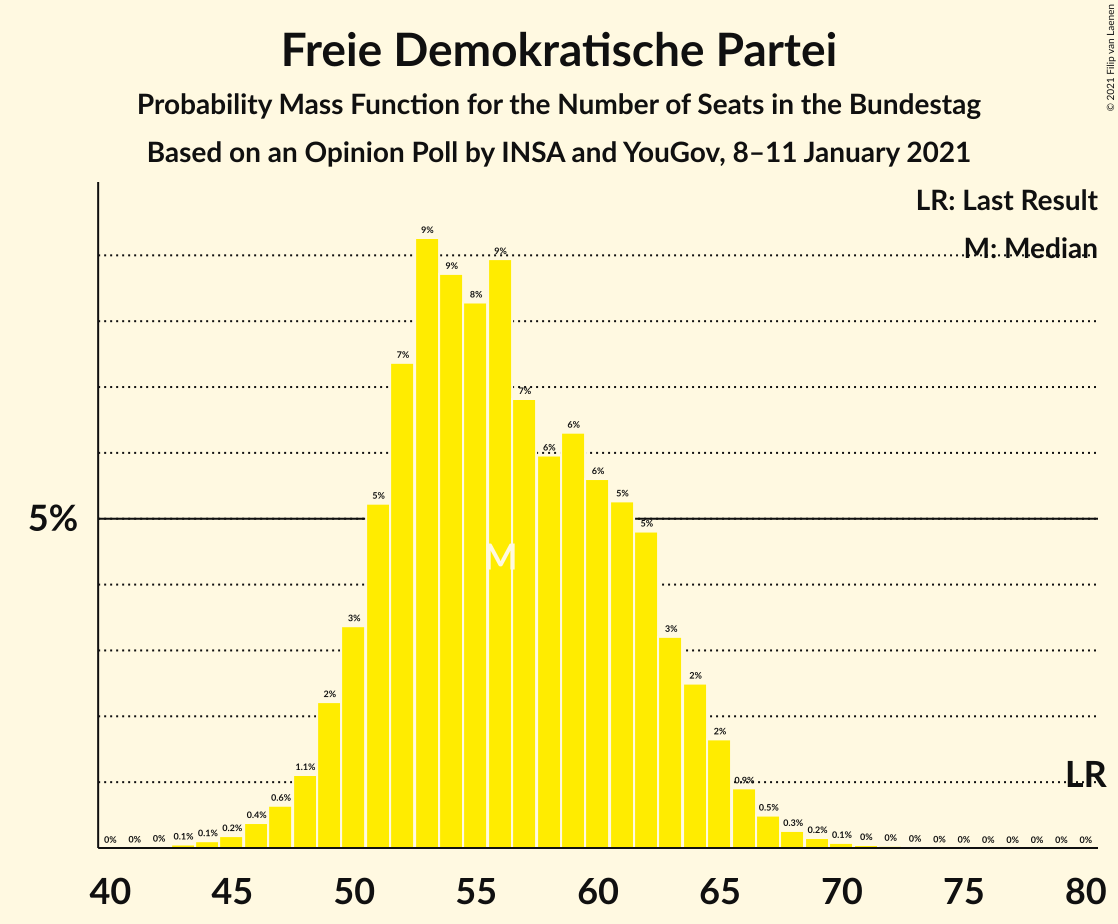 Freie Demokratische Partei
Probability Mass Function for the Number of Seats in the Bundestag
Based on an Opinion Poll by INSA and YouGov, 8–11 January 2021
© 2021 Filip van Laenen
LR: Last Result
M: Median
5%
0% 0% 0% 0.1% 0.1% 0.2% 0.4% 0.6% 1.1% 2% 3% 5% 7% 9% 9% 8% 9% 7% 6% 6% 6% 5% 5% 3% 2% 2% 0.9% 0.5% 0.3% 0.2% 0.1% 0% 0% 0% 0% 0% 0% 0% 0% 0% 0%
M
LR
40 45 50 55 60 65 70 75 80